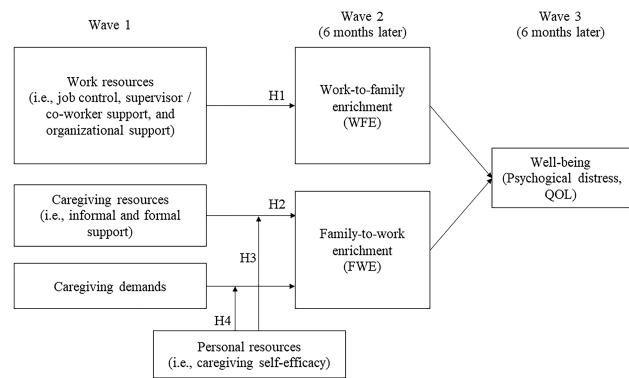 Wave 1
Wave 2
(6 months later)
Wave 3
(6 months later)
Work resources
(i.e., job control, supervisor /
co-worker support, and
organizational support)
H1
Work-to-family
enrichment
(WFE)
Well-being
(Psychogical distress,
QOL)
Caregiving resources
(i.e., informal and formal
support)
H2
H3
Family-to-work
enrichment
(FWE)
Caregiving demands
H4
Personal resources
(i.e., caregiving self-efficacy)